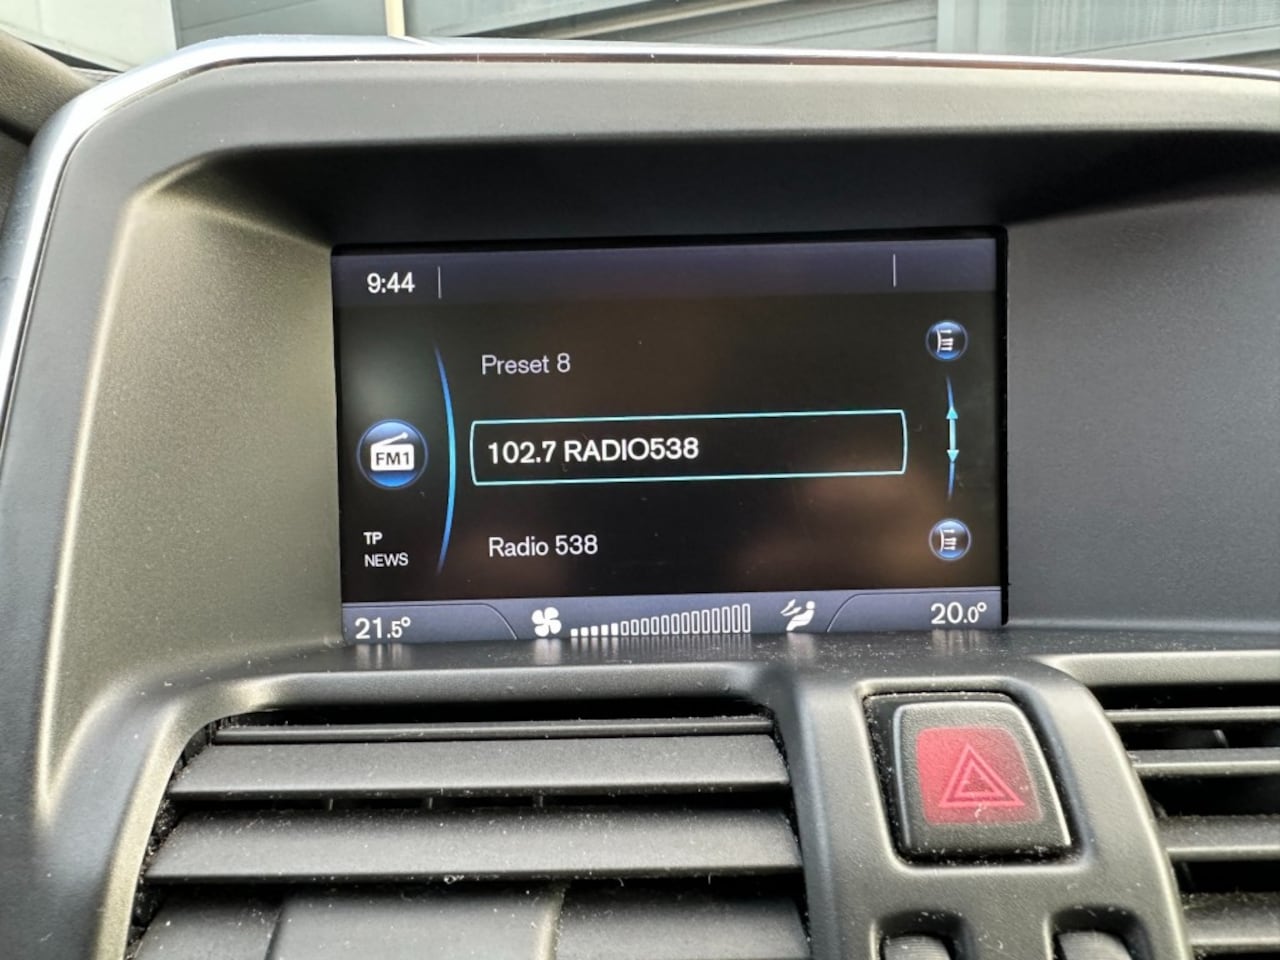 9:44
Preset 8
102.7 RADIO538
FM1
Radio 538
TP
NEWS
21.5°
20.0°